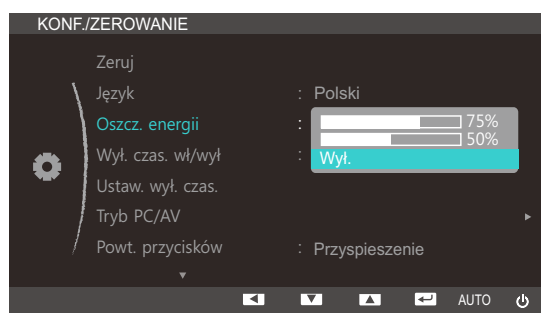 KONF./ZEROWANIE
Zeruj
Język : Polski
Oszcz. energii :
75%
50%
Wył. czas. wł/wył : Wył.
Ustaw. wył. czas.
Tryb PC/AV
Powt. przycisków : Przyspieszenie
AUTO